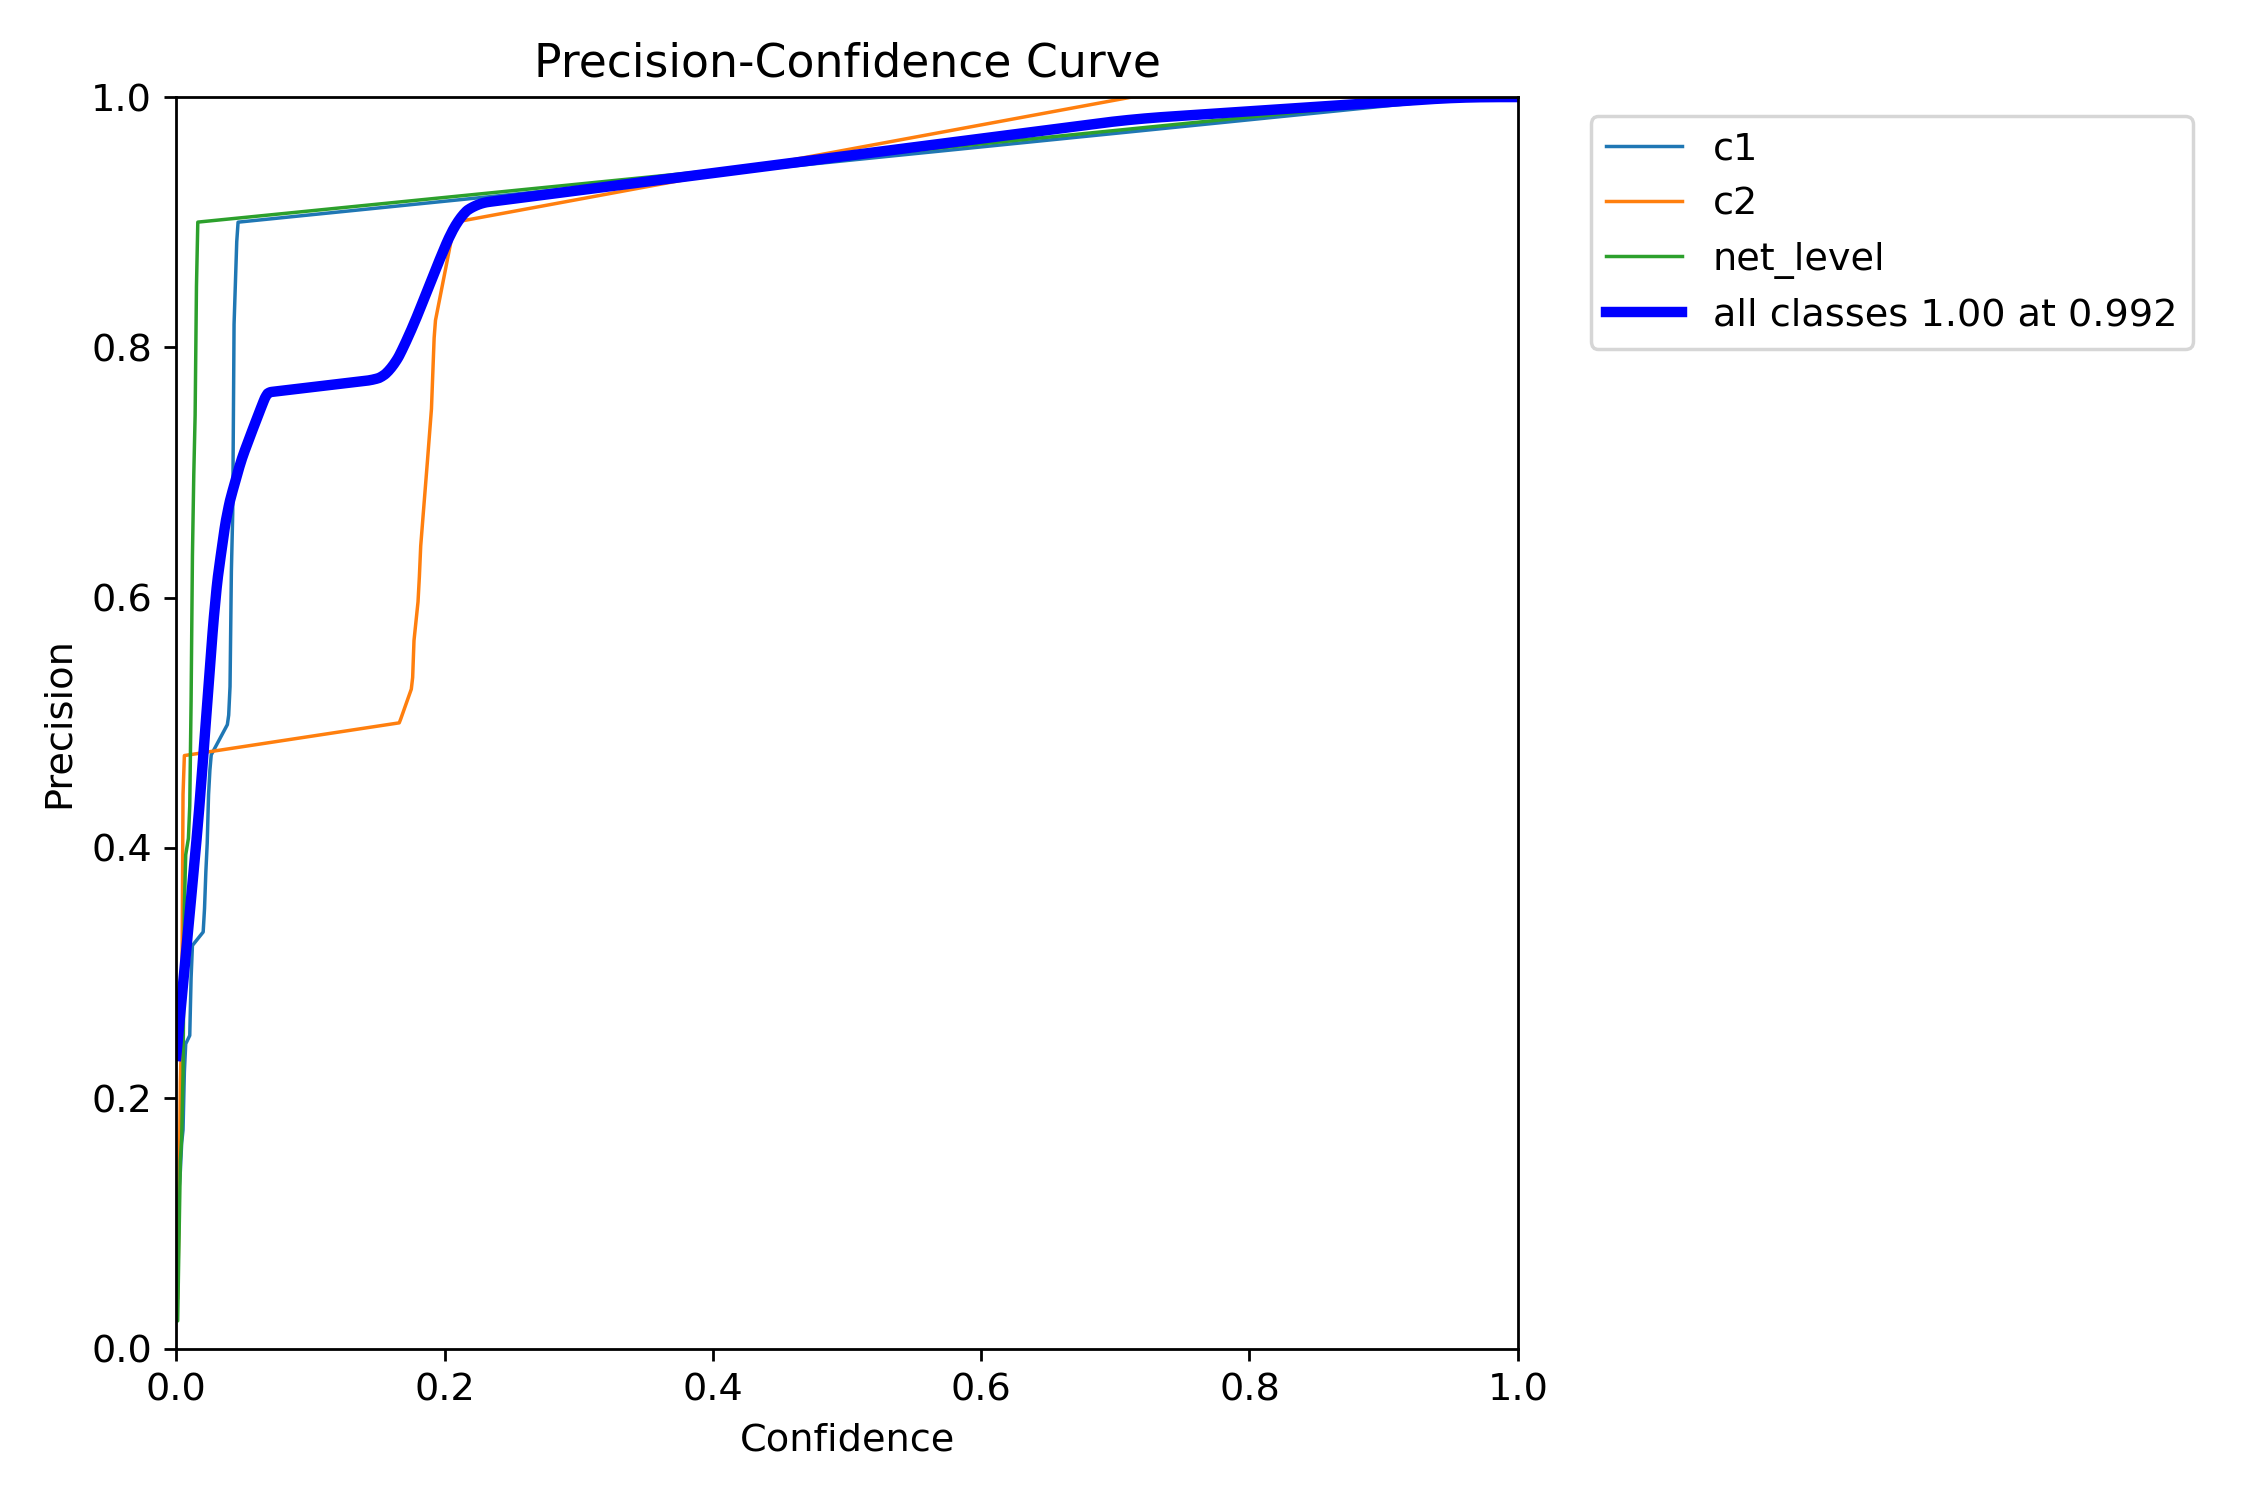 Precision-Confidence Curve
1.0
0.8
0.6
0.4
0.2
0.0
Precision
0.0 0.2 0.4 0.6 0.8 1.0
Confidence
c1
c2
net_level
all classes 1.00 at 0.992